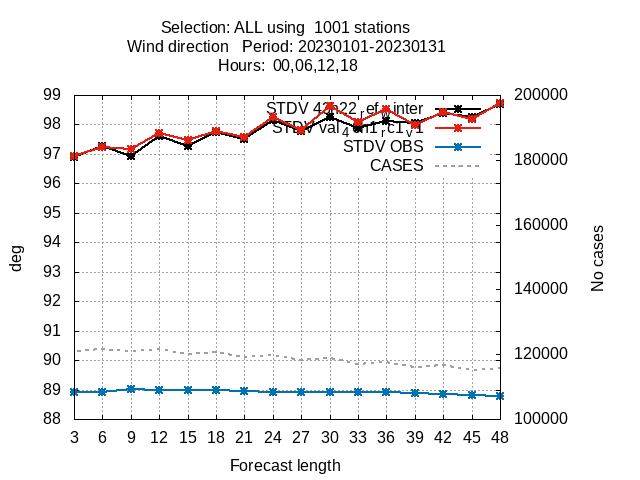 Selection: ALL using  1001 stations
Wind direction   Period: 20230101-20230131
Hours:  00,06,12,18
99
98
97
96
95
94
93
92
91
90
89
88
200000
180000
160000
140000
120000
100000
STDV
STDV
STDV OBS
CASES
deg
No cases
3 6 9 12 15 18 21 24 27 30 33 36 39 42 45 48
Forecast length